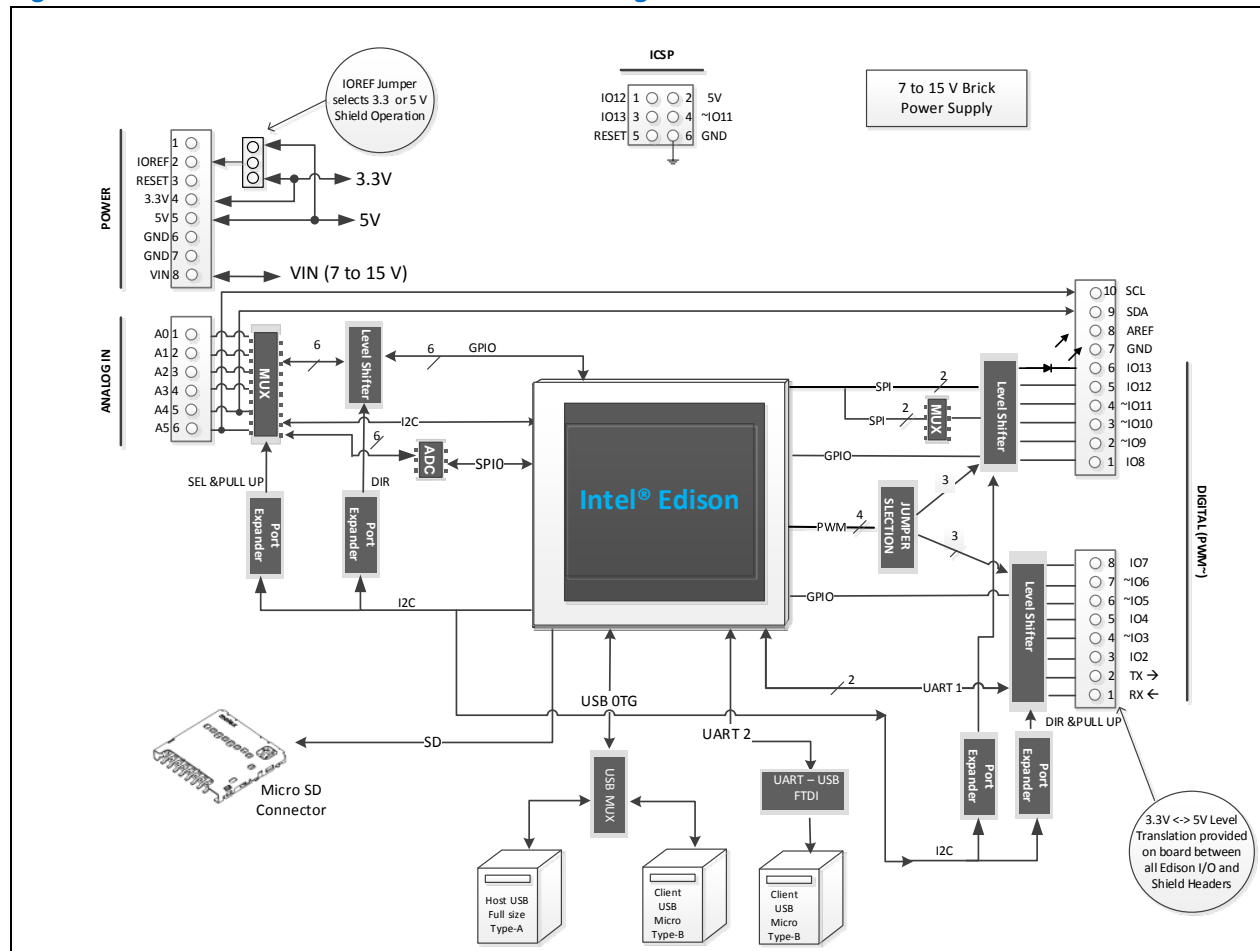 IOREF Jumper
selects 3.3 or 5 V
Shield Operation
ICSP
IO12 1 2 5V
IO13 3 4 ~IO11
RESET 5 6 GND
7 to 15 V Brick
Power Supply
POWER
1
IOREF 2
RESET 3
3.3V 4
5V 5
GND 6
GND 7
VIN 8
3.3V
5V
VIN (7 to 15 V)
ANALOG IN
A0 1
A1 2
A2 3
A3 4
A4 5
A5 6
MUX
6
Level Shifter
6
GPIO
I2C
6
ADC
SPI0
SEL &PULL UP
DIR
Port
Expander
Port
Expander
I2C
Intel® Edison
SPI
2
SPI
2
MUX
Level Shifter
GPIO
PWM
4
JUMPER
SLECTION
3
3
GPIO
Level Shifter
2
UART 1
10 SCL
9 SDA
8 AREF
7 GND
6 IO13
5 IO12
4 ~IO11
3 ~IO10
2 ~IO9
1 IO8
DIGITAL (PWM~)
8 IO7
7 ~IO6
6 ~IO5
5 IO4
4 ~IO3
3 IO2
2 TX →
1 RX ←
DIR &PULL UP
Port
Expander
Port
Expander
I2C
3.3V <-> 5V Level
Translation provided
on board between
all Edison I/O and
Shield Headers
SD
Micro SD
Connector
USB 0TG
USB MUX
UART 2
UART – USB
FTDI
Host USB
Full size
Type-A
Client
USB
Micro
Type-B
Client
USB
Micro
Type-B